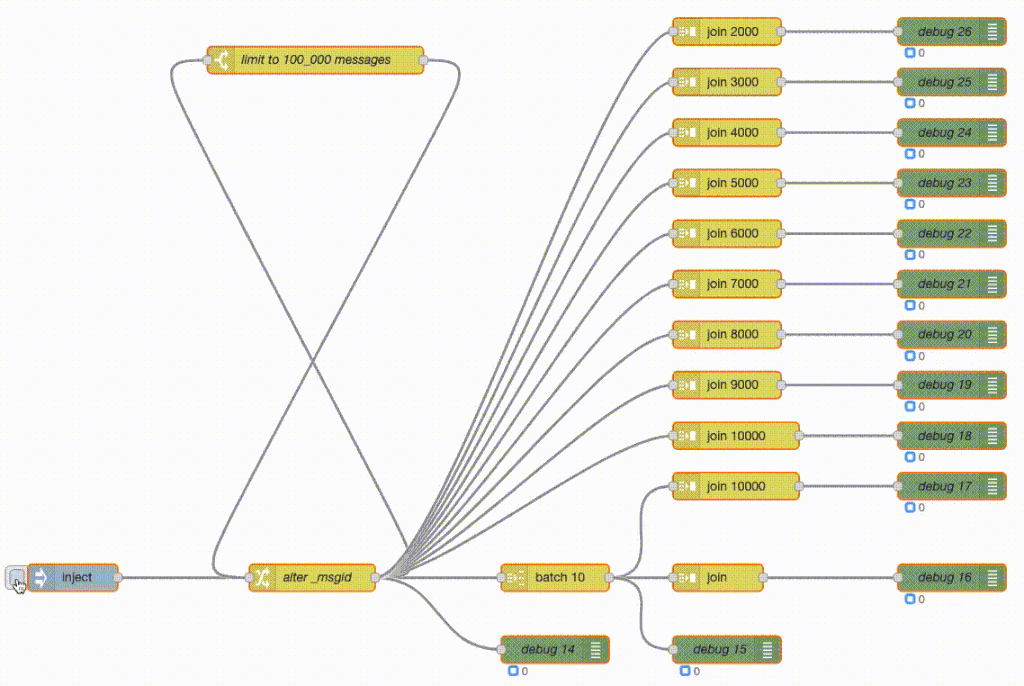 join 2000
debug 26
0
limit to 100_000 messages
join 3000
debug 25
0
join 4000
debug 24
0
join 5000
debug 23
0
join 6000
debug 22
0
join 7000
debug 21
0
join 8000
debug 20
0
join 9000
debug 19
0
join 10000
debug 18
0
join 10000
debug 17
0
inject
alter _msgid
batch 10
join
debug 16
0
debug 14
0
debug 15
0